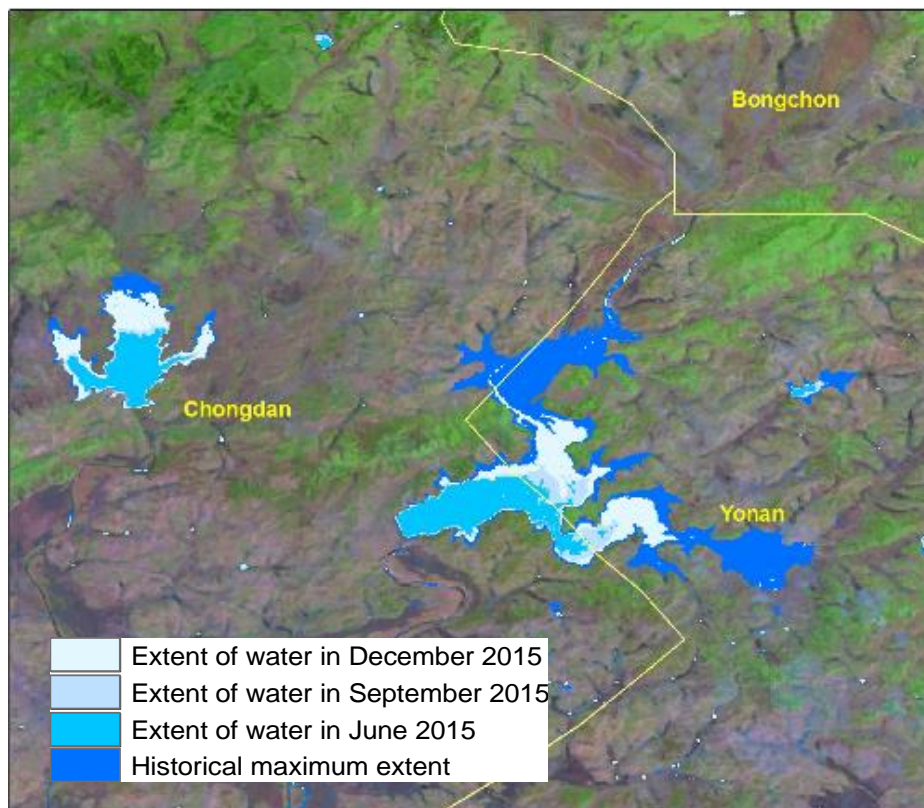 Bongchon
Chongdan
Yonan
Extent of water in December 2015
Extent of water in September 2015
Extent of water in June 2015
Historical maximum extent